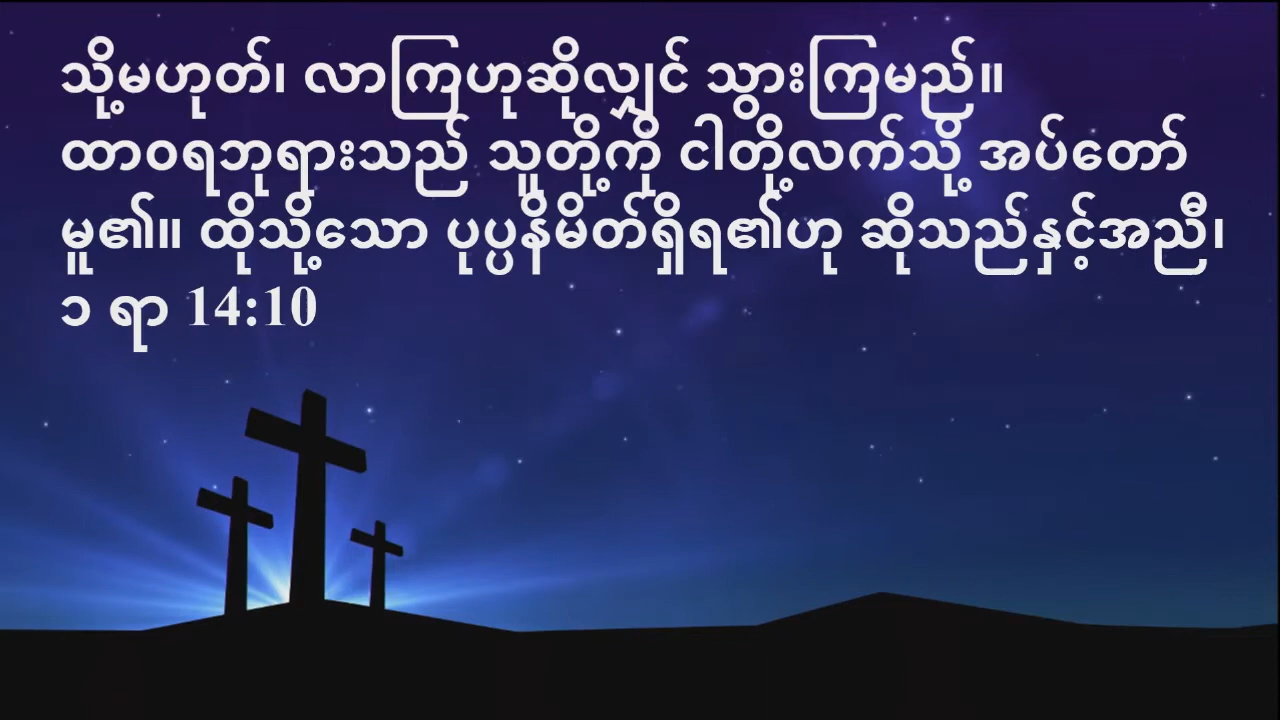 သို့မဟုတ်၊ လာကြဟုဆိုလျှင် သွားကြမည်။
ထာဝရဘုရားသည် သူတို့ကို ငါတို့လက်သို့ အပ်တော်
မူ၏။ ထိုသို့သော ပုပ္ပနိမိတ်ရှိရ၏ဟု ဆိုသည်နှင့်အညီ၊
၁ ရာ 14:10